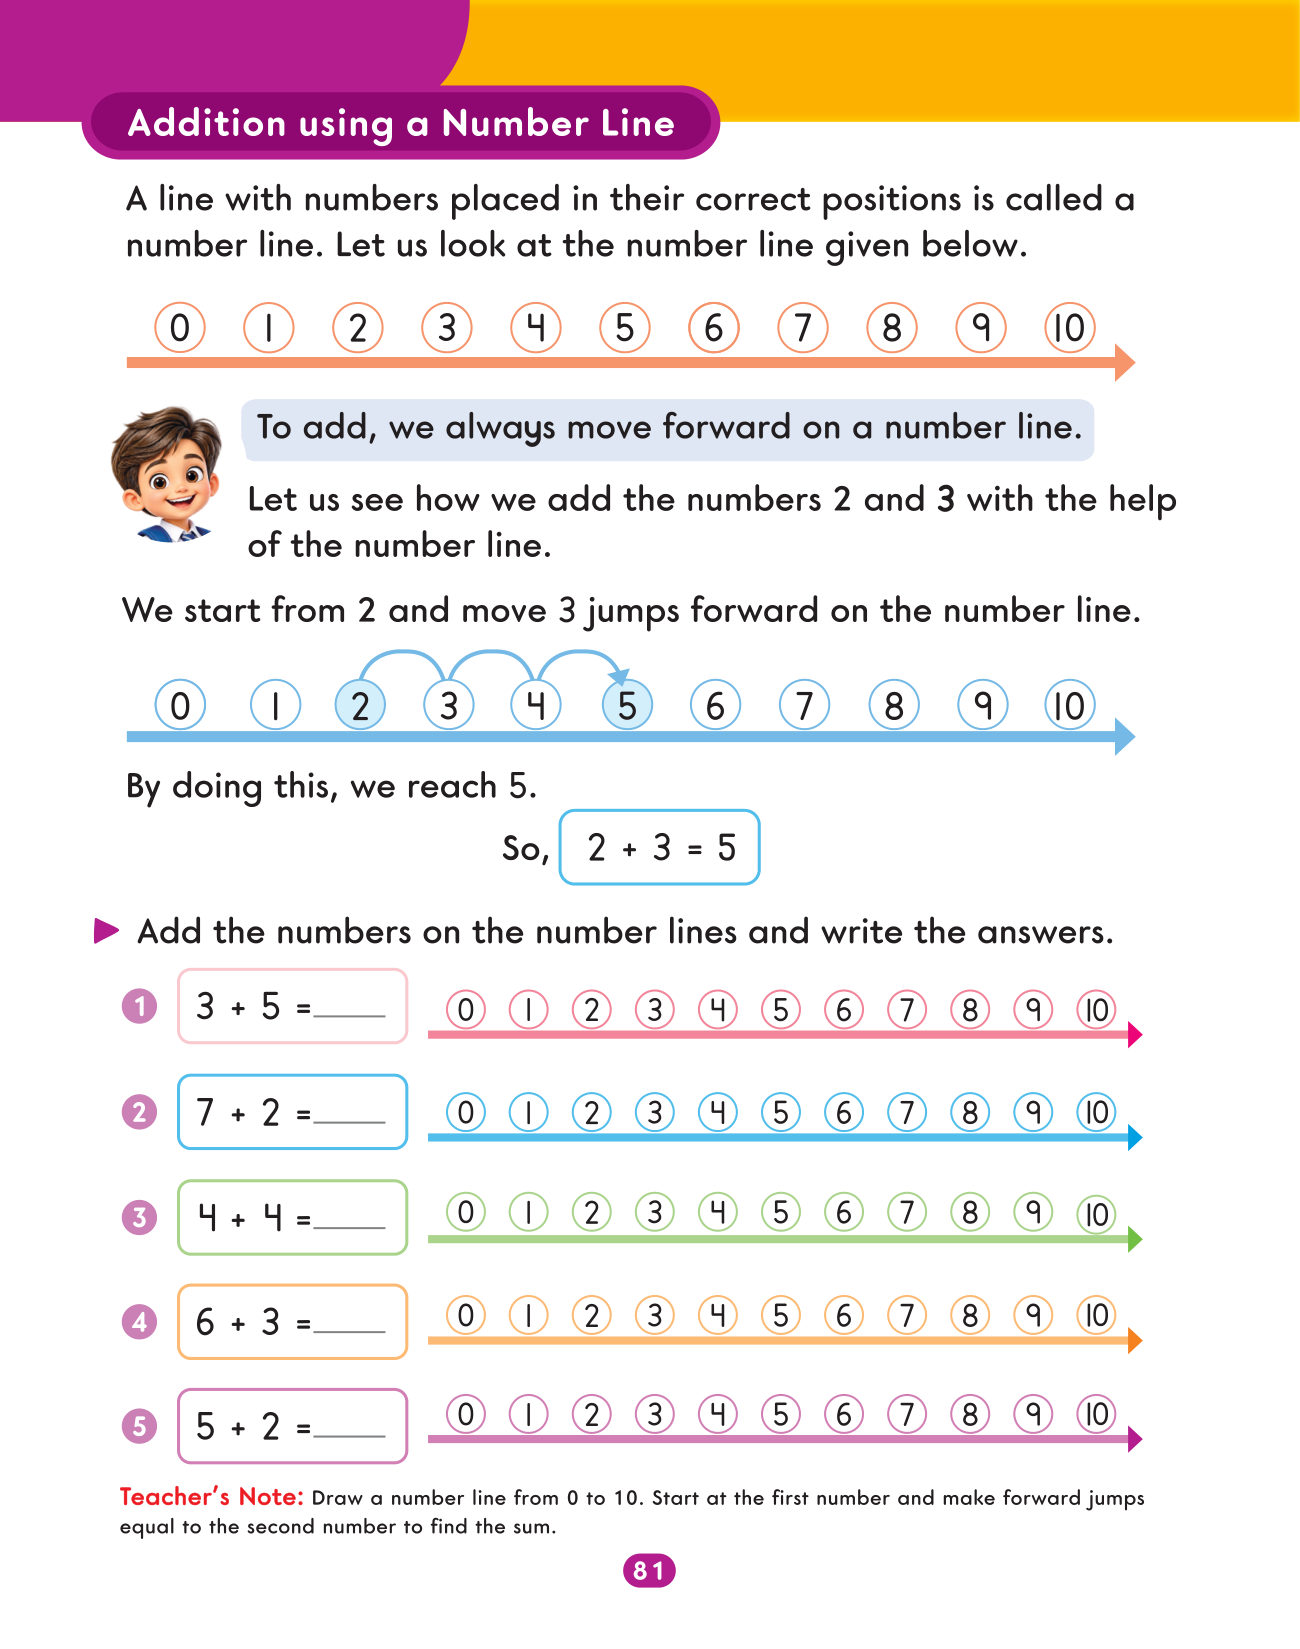 Addition using a Number Line
A line with numbers placed in their correct positions is called a
number line. Let us look at the number line given below.
0 1 2 3 4 5 6 7 8 9 10
To add, we always move forward on a number line.
Let us see how we add the numbers 2 and 3 with the help
of the number line.
We start from 2 and move 3 jumps forward on the number line.
0 1 2 3 4 5 6 7 8 9 10
By doing this, we reach 5.
So, 2 + 3 = 5
Add the numbers on the number lines and write the answers.
1 3 + 5 =____ 0 1 2 3 4 5 6 7 8 9 10
2 7 + 2 =____ 0 1 2 3 4 5 6 7 8 9 10
3 4 + 4 =____ 0 1 2 3 4 5 6 7 8 9 10
4 6 + 3 =____ 0 1 2 3 4 5 6 7 8 9 10
5 5 + 2 =____ 0 1 2 3 4 5 6 7 8 9 10
Teacher's Note: Draw a number line from 0 to 10. Start at the first number and make forward jumps
equal to the second number to find the sum.
81